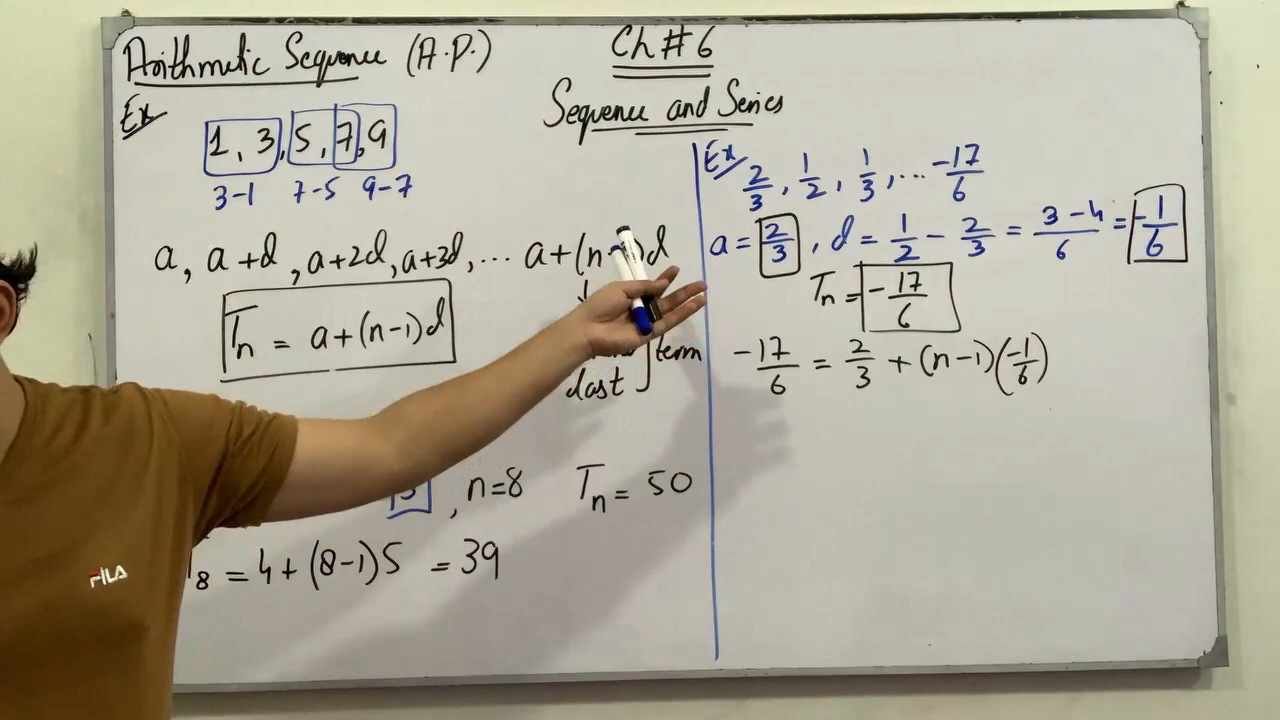 Arithmetic Sequence (A.P.)
Ch # 6
Sequence and Series
Ex
1, 3, 5, 7, 9
3-1 7-5 9-7
a, a+d, a+2d, a+3d, ... a+(n- )d
Tn = a+(n-1)d
term
last
, n=8 Tn = 50
8 = 4+(8-1)5 = 39
Ex
2/3, 1/2, 1/3, ... -17/6
a = 2/3, d = 1/2 - 2/3 = 3-4/6 = -1/6
Tn = -17/6
-17/6 = 2/3 + (n-1)(-1/6)
FILA